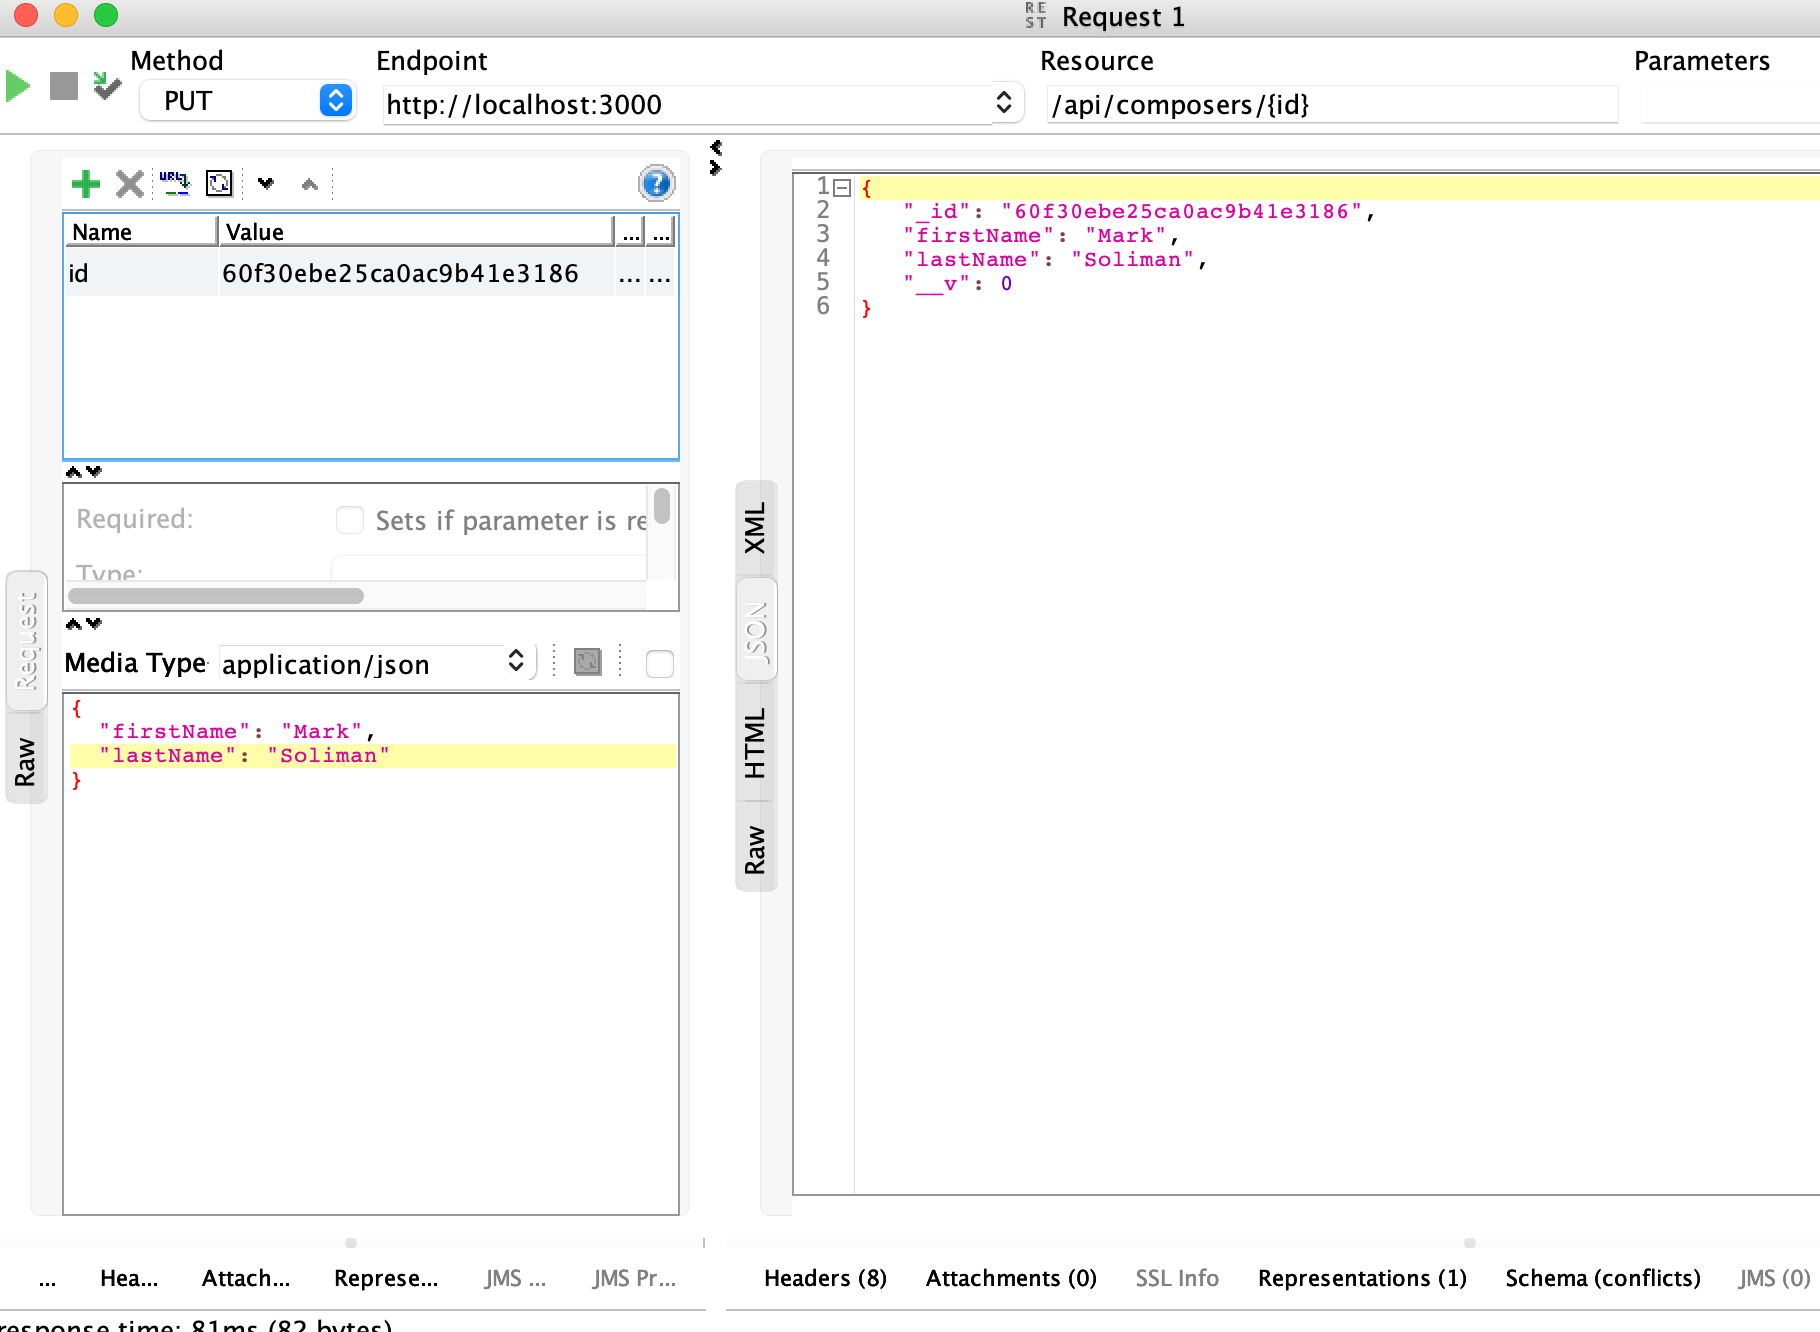 REST Request 1
Method
Endpoint
Resource
Parameters
PUT
http://localhost:3000
/api/composers/{id}
URL
?
Name Value ... ...
id 60f30ebe25ca0ac9b41e3186 ... ...
Required: Sets if parameter is re
Type:
Media Type application/json
{
"firstName": "Mark",
"lastName": "Soliman"
}
Request
Raw
XML
JSON
HTML
Raw
1 {
2 "_id": "60f30ebe25ca0ac9b41e3186",
3 "firstName": "Mark",
4 "lastName": "Soliman",
5 "__v": 0
6 }
... Hea... Attach... Represe... JMS ... JMS Pr...
Headers (8) Attachments (0) SSL Info Representations (1) Schema (conflicts) JMS (0)
response time: 81ms (82 bytes)